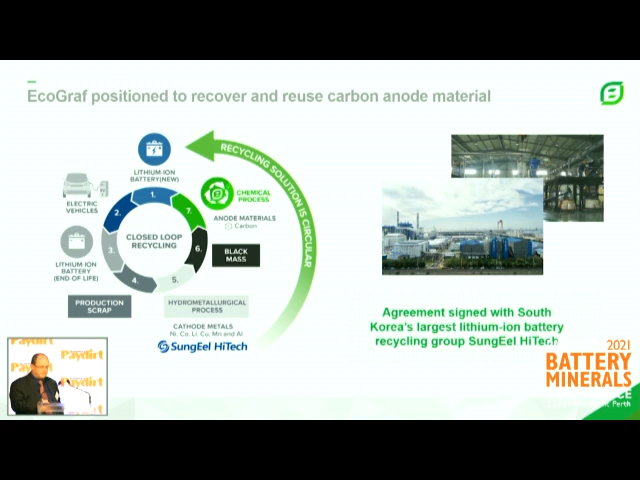 EcoGraf positioned to recover and reuse carbon anode material
RECYCLING SOLUTION IS CIRCULAR
LITHIUM-ION
BATTERY(NEW)
ELECTRIC
VEHICLES
1.
2.
7.
CHEMICAL
PROCESS
ANODE MATERIALS
Carbon
CLOSED LOOP
RECYCLING
LITHIUM-ION
BATTERY
(END OF LIFE)
3.
6.
BLACK
MASS
4.
5.
PRODUCTION
SCRAP
HYDROMETALLURGICAL
PROCESS
CATHODE METALS
Ni, Co, Li, Cu, Mn and Al
SungEel HiTech
Agreement signed with South
Korea's largest lithium-ion battery
recycling group SungEel HiTech
Paydirt
Paydirt
Paydirt
2021
BATTERY
MINERALS
Perth